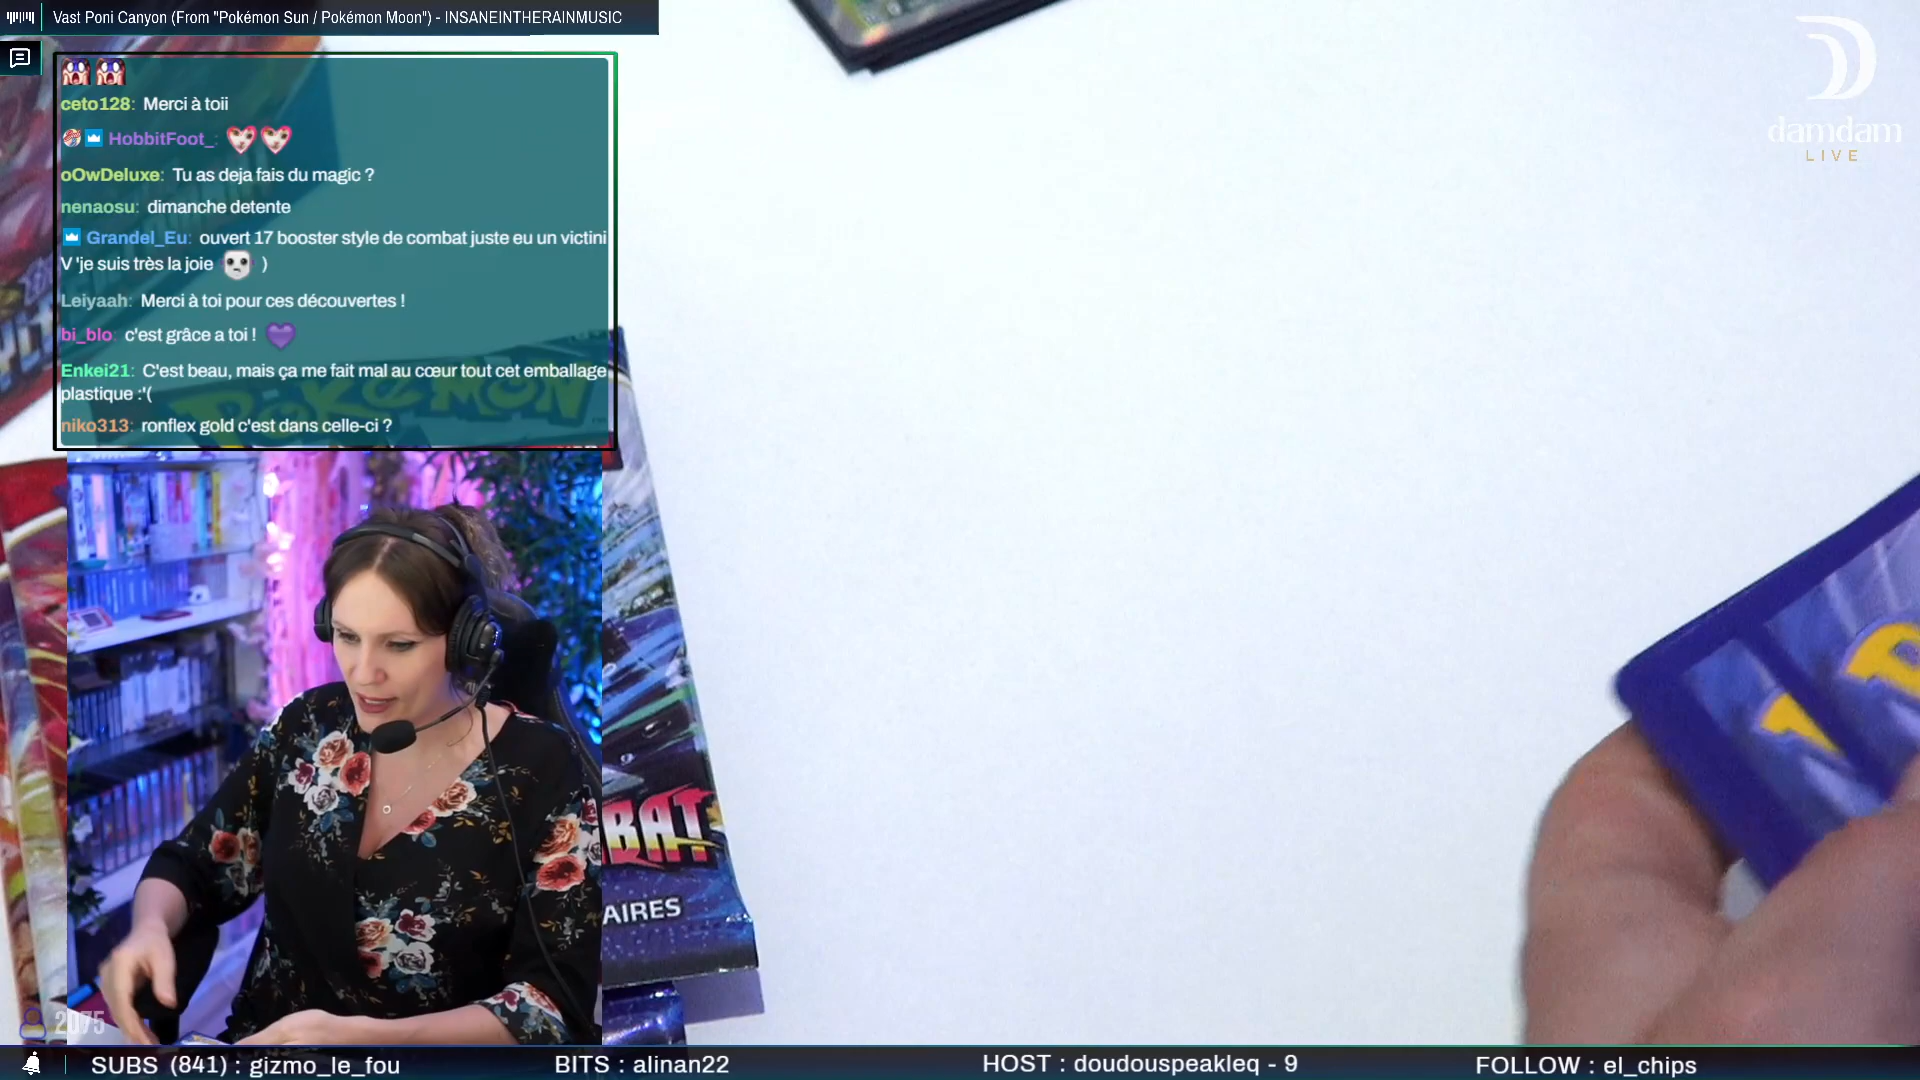 Vast Poni Canyon (From "Pokémon Sun / Pokémon Moon") - INSANEINTHERAINMUSIC
damdam
LIVE
ceto128: Merci à toii
HobbitFoot_:
oOwDeluxe: Tu as deja fais du magic ?
nenaosu: dimanche detente
Grandel_Eu: ouvert 17 booster style de combat juste eu un victini
V 'je suis très la joie )
Leiyaah: Merci à toi pour ces découvertes !
bi_blo: c'est grâce a toi !
Enkei21: C'est beau, mais ça me fait mal au cœur tout cet emballage
plastique :'(
niko313: ronflex gold c'est dans celle-ci ?
POKÉMON
BAT
AIRES
2075
SUBS (841) : gizmo_le_fou
BITS : alinan22
HOST : doudouspeakleq - 9
FOLLOW : el_chips